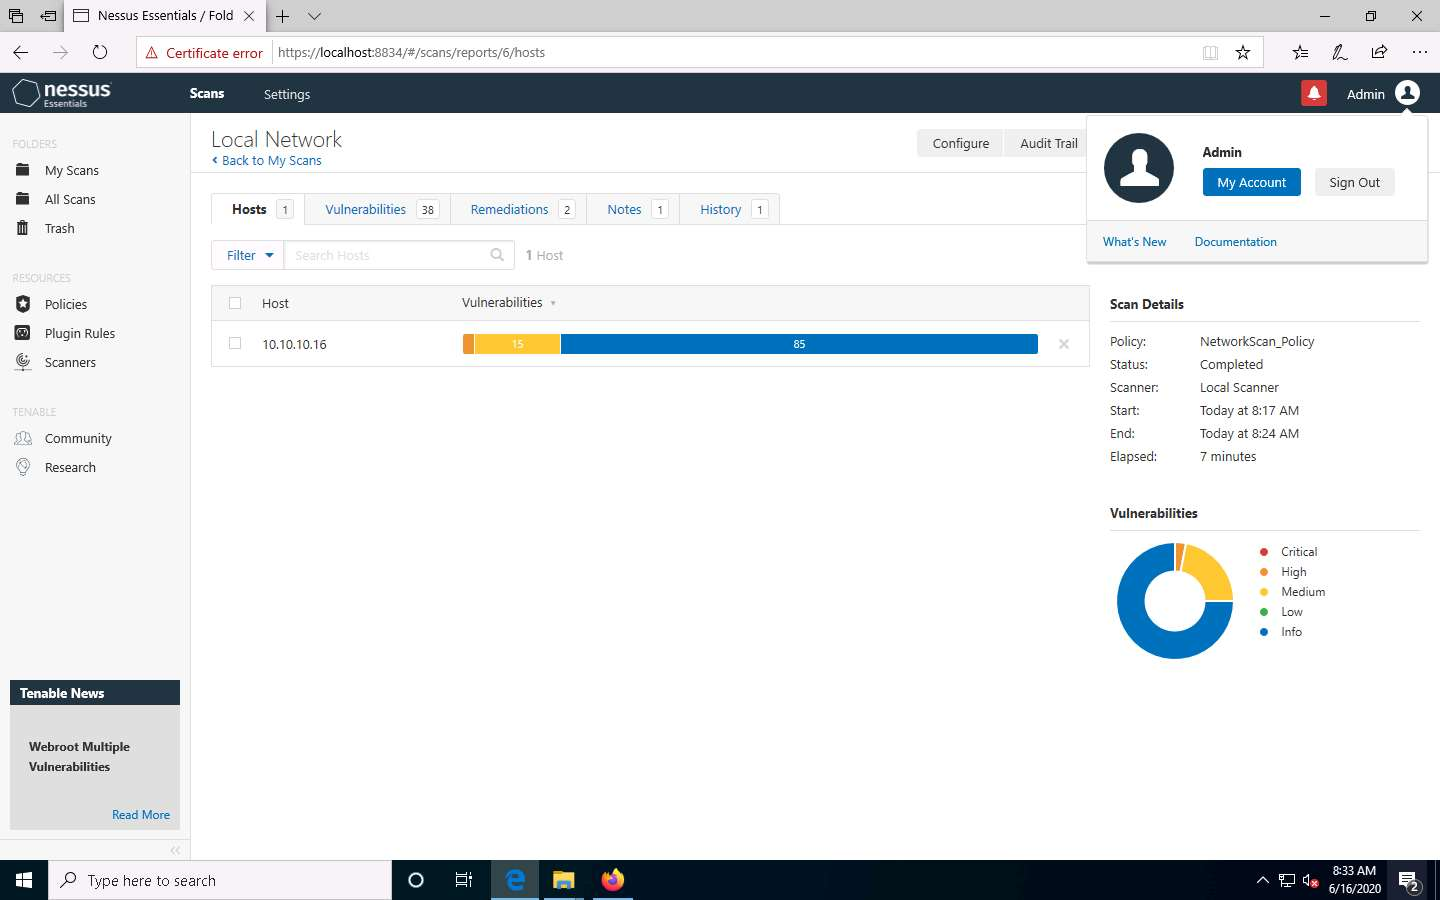 Nessus Essentials / Fold
Certificate error
https://localhost:8834/#/scans/reports/6/hosts
nessus
Essentials
Scans
Settings
Admin
FOLDERS
My Scans
All Scans
Trash
RESOURCES
Policies
Plugin Rules
Scanners
TENABLE
Community
Research
Tenable News
Webroot Multiple
Vulnerabilities
Read More
Local Network
Back to My Scans
Configure
Audit Trail
Admin
My Account
Sign Out
What's New
Documentation
Hosts 1
Vulnerabilities 38
Remediations 2
Notes 1
History 1
Filter
Search Hosts
1 Host
Host
Vulnerabilities
10.10.10.16
15
85
Scan Details
Policy: NetworkScan_Policy
Status: Completed
Scanner: Local Scanner
Start: Today at 8:17 AM
End: Today at 8:24 AM
Elapsed: 7 minutes
Vulnerabilities
Critical
High
Medium
Low
Info
Type here to search
8:33 AM
6/16/2020
2